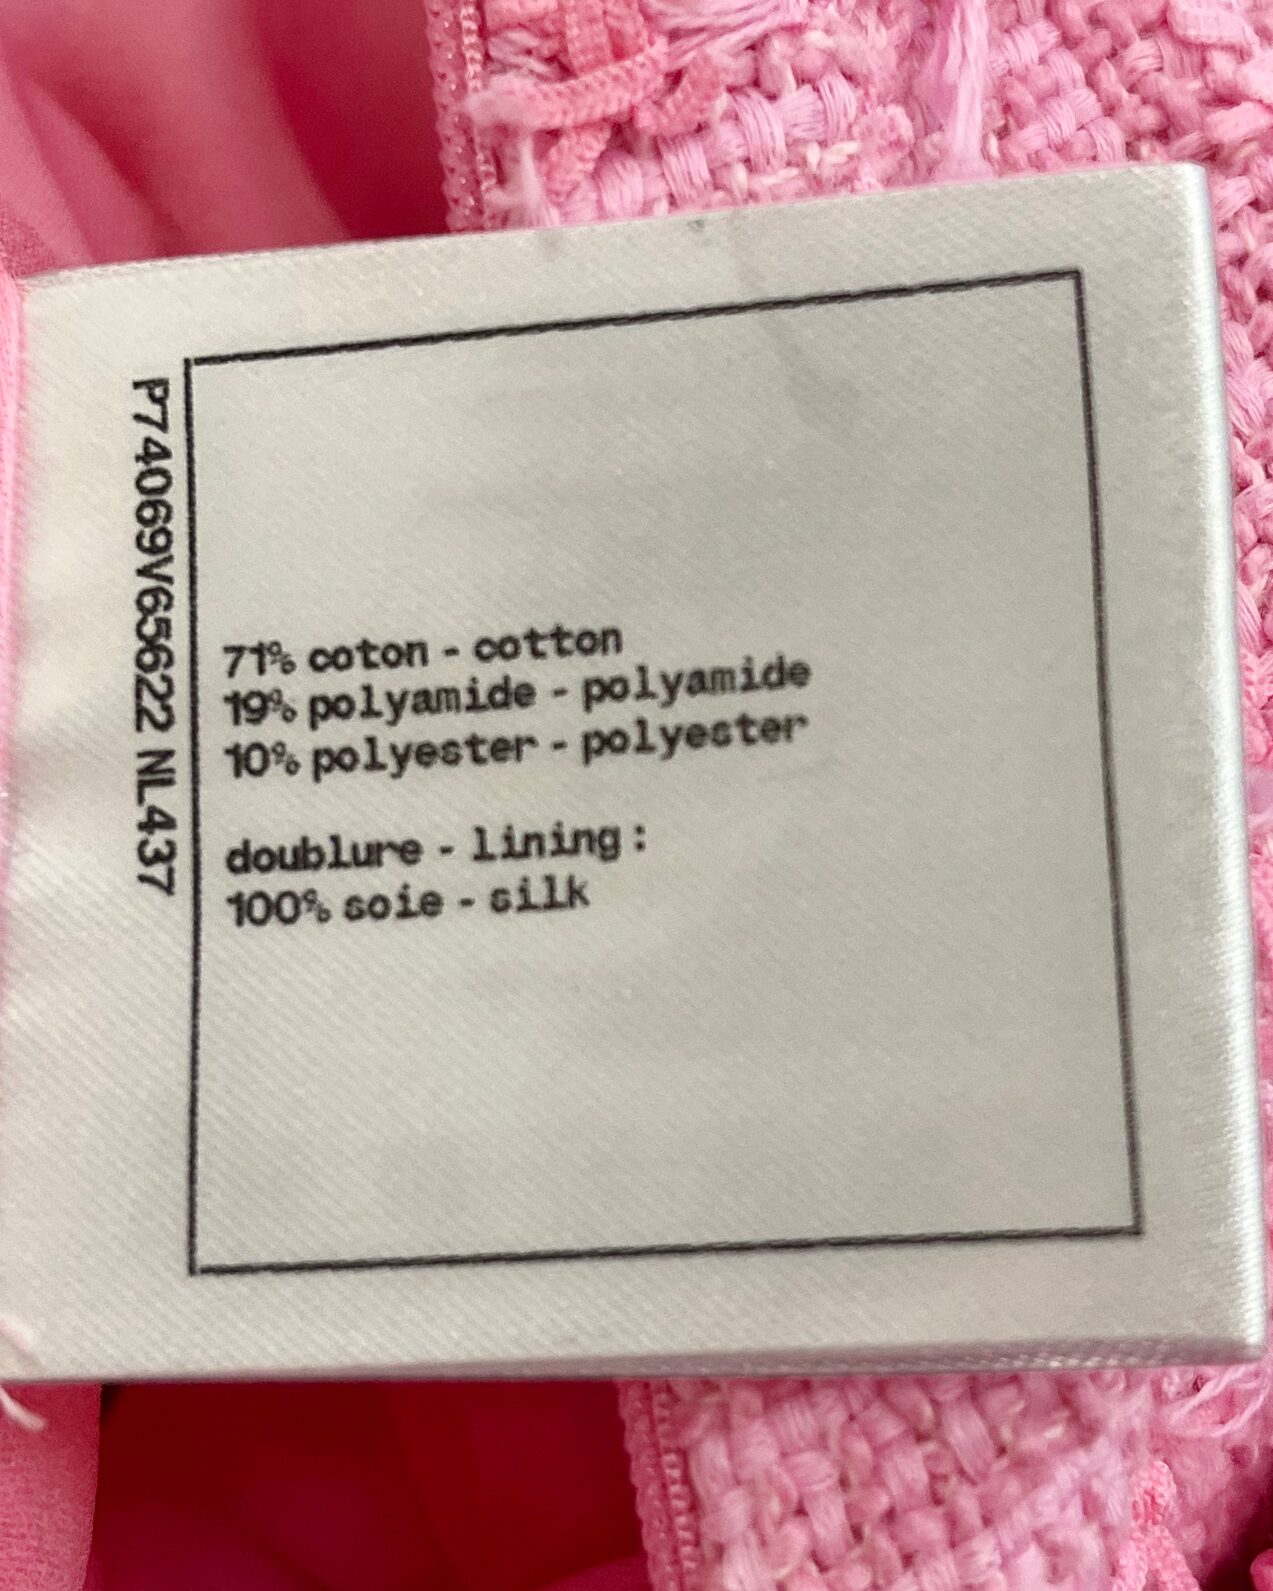 P74069V65622 NL437
71% coton - cotton
19% polyamide - polyamide
10% polyester - polyester
doublure - lining :
100% soie - silk